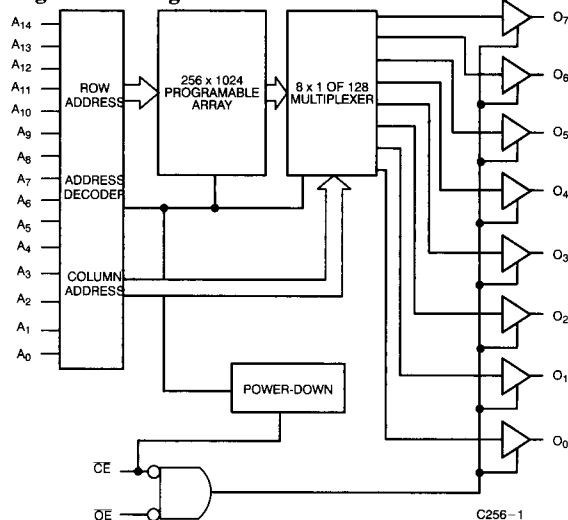 A14
A13
A12
A11
A10
A9
A8
A7
A6
A5
A4
A3
A2
A1
A0
ROW
ADDRESS
ADDRESS
DECODER
COLUMN
ADDRESS
256 x 1024
PROGRAMABLE
ARRAY
8 x 1 OF 128
MULTIPLEXER
POWER-DOWN
CE
OE
O7
O6
O5
O4
O3
O2
O1
O0
C256-1